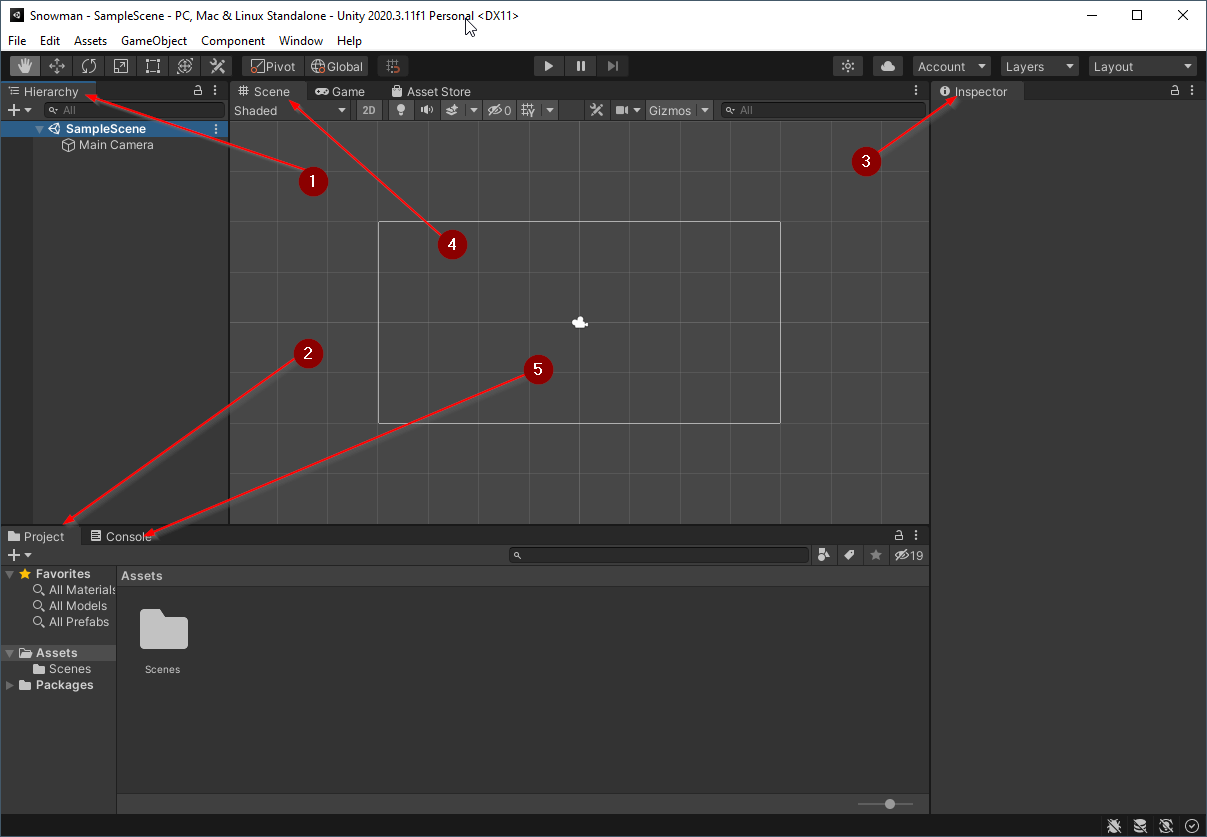 Snowman - SampleScene - PC, Mac & Linux Standalone - Unity 2020.3.11f1 Personal <DX11>
File Edit Assets GameObject Component Window Help
Pivot Global Account Layers Layout
Hierarchy Scene Game Asset Store Inspector
All Shaded 2D 0 Gizmos All
SampleScene
Main Camera
3
1
4
2
5
Project Console
19
Favorites Assets
All Materials
All Models
All Prefabs
Assets
Scenes Scenes
Packages